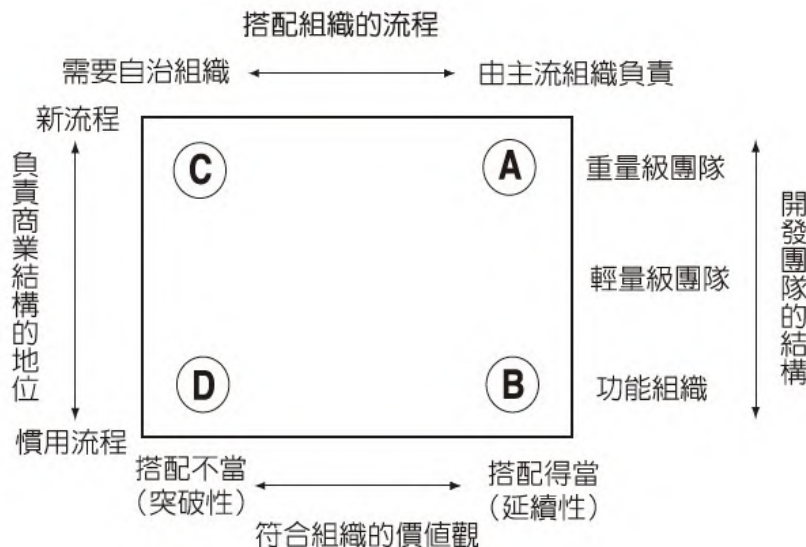 搭配組織的流程
需要自治組織
由主流組織負責
新流程
負責商業結構的地位
慣用流程
C
A
D
B
重量級團隊
輕量級團隊
功能組織
開發團隊的結構
搭配不當
(突破性)
搭配得當
(延續性)
符合組織的價值觀